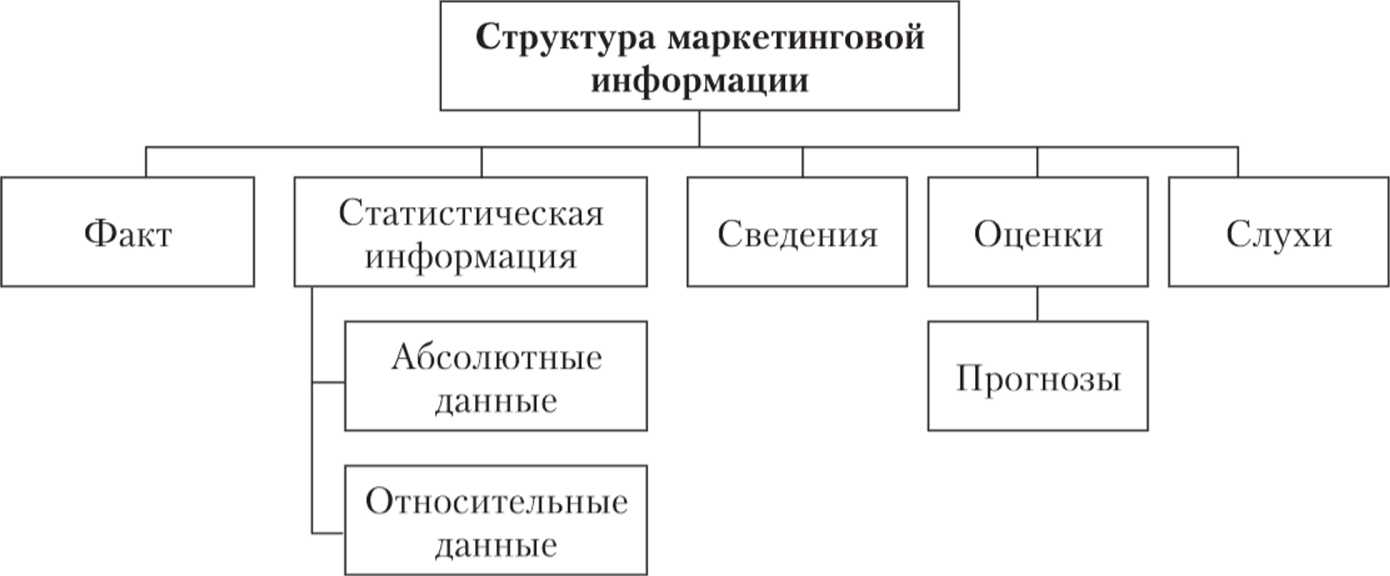 Структура маркетинговой
информации
Факт
Статистическая
информация
Сведения
Оценки
Слухи
Абсолютные
данные
Прогнозы
Относительные
данные